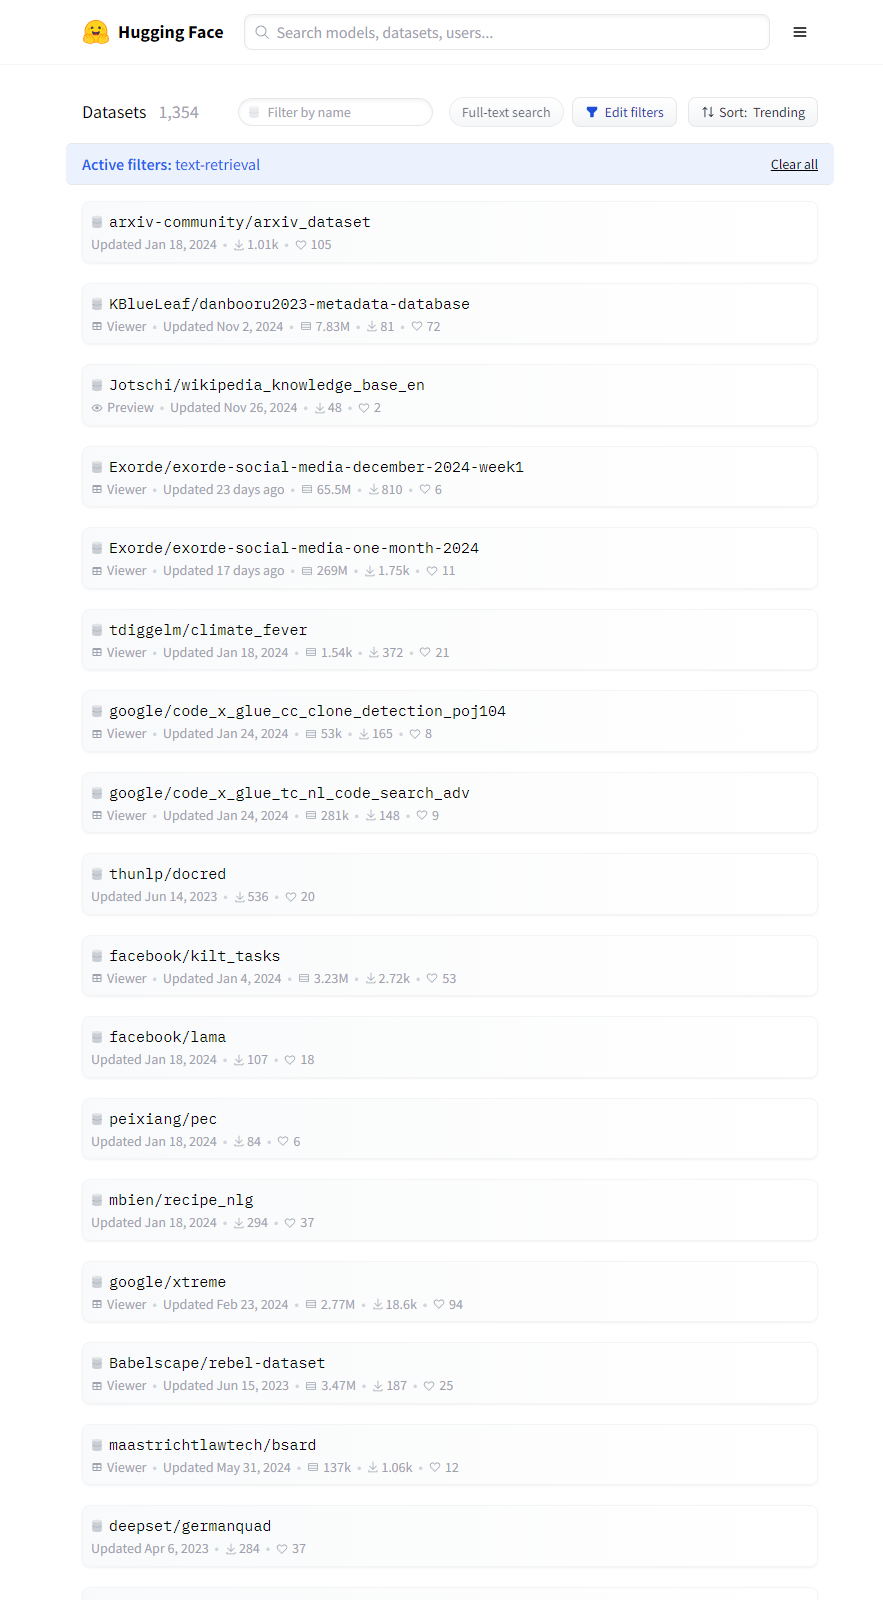 Hugging Face
Search models, datasets, users...
Datasets 1,354
Filter by name
Full-text search
Edit filters
Sort: Trending
Active filters: text-retrieval
Clear all
arxiv-community/arxiv_dataset
Updated Jan 18, 2024 • 1.01k • 105
KBlueLeaf/danbooru2023-metadata-database
Viewer • Updated Nov 2, 2024 • 7.83M • 81 • 72
Jotschi/wikipedia_knowledge_base_en
Preview • Updated Nov 26, 2024 • 48 • 2
Exorde/exorde-social-media-december-2024-week1
Viewer • Updated 23 days ago • 65.5M • 810 • 6
Exorde/exorde-social-media-one-month-2024
Viewer • Updated 17 days ago • 269M • 1.75k • 11
tdiggelm/climate_fever
Viewer • Updated Jan 18, 2024 • 1.54k • 372 • 21
google/code_x_glue_cc_clone_detection_poj104
Viewer • Updated Jan 24, 2024 • 53k • 165 • 8
google/code_x_glue_tc_nl_code_search_adv
Viewer • Updated Jan 24, 2024 • 281k • 148 • 9
thunlp/docred
Updated Jun 14, 2023 • 536 • 20
facebook/kilt_tasks
Viewer • Updated Jan 4, 2024 • 3.23M • 2.72k • 53
facebook/lama
Updated Jan 18, 2024 • 107 • 18
peixiang/pec
Updated Jan 18, 2024 • 84 • 6
mbien/recipe_nlg
Updated Jan 18, 2024 • 294 • 37
google/xtreme
Viewer • Updated Feb 23, 2024 • 2.77M • 18.6k • 94
Babelscape/rebel-dataset
Viewer • Updated Jun 15, 2023 • 3.47M • 187 • 25
maastrichtlawtech/bsard
Viewer • Updated May 31, 2024 • 137k • 1.06k • 12
deepset/germanquad
Updated Apr 6, 2023 • 284 • 37